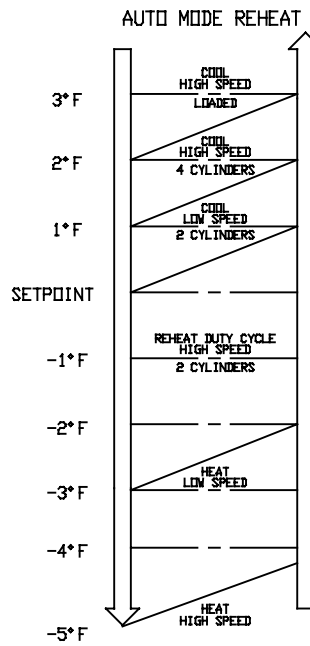 AUTO MODE REHEAT
COOL
HIGH SPEED
3°F
LOADED
COOL
HIGH SPEED
2°F
4 CYLINDERS
COOL
LOW SPEED
1°F
2 CYLINDERS
SETPOINT
REHEAT DUTY CYCLE
HIGH SPEED
-1°F
2 CYLINDERS
-2°F
HEAT
LOW SPEED
-3°F
-4°F
HEAT
HIGH SPEED
-5°F